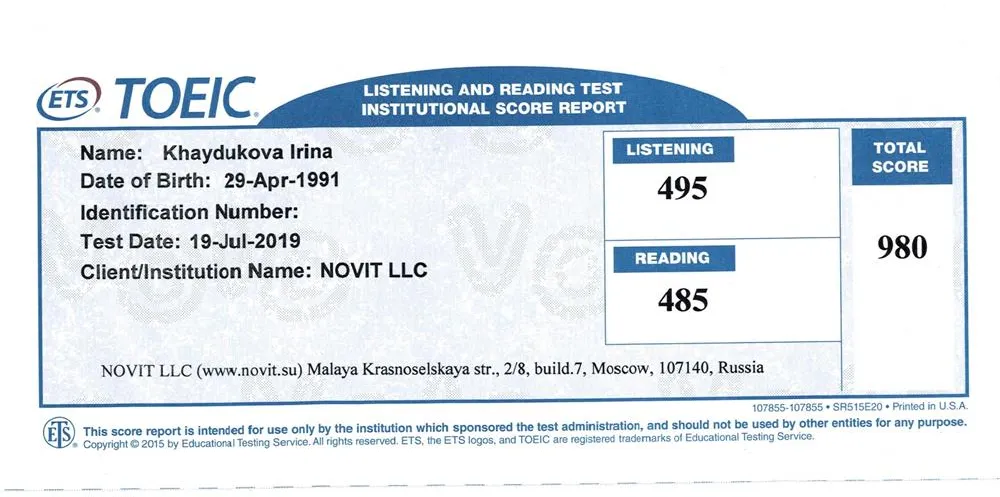 ETS® TOEIC®
LISTENING AND READING TEST
INSTITUTIONAL SCORE REPORT
Name: Khaydukova Irina
Date of Birth: 29-Apr-1991
Identification Number:
Test Date: 19-Jul-2019
Client/Institution Name: NOVIT LLC
LISTENING
495
READING
485
TOTAL
SCORE
980
NOVIT LLC (www.novit.su) Malaya Krasnoselskaya str., 2/8, build.7, Moscow, 107140, Russia
107855-107855 • SR515E20 • Printed in U.S.A.
ETS®
This score report is intended for use only by the institution which sponsored the test administration, and should not be used by other entities for any purpose.
Copyright © 2015 by Educational Testing Service. All rights reserved. ETS, the ETS logos, and TOEIC are registered trademarks of Educational Testing Service.